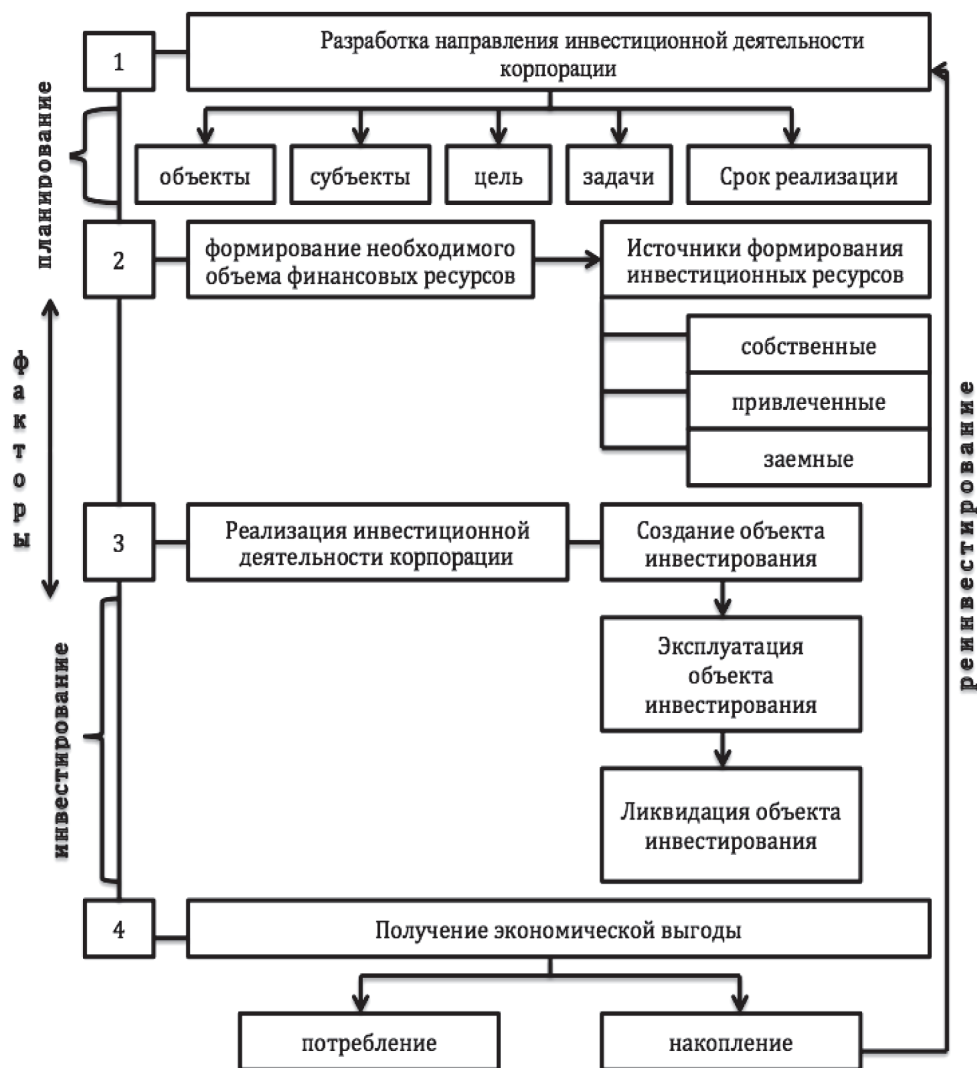 1
Разработка направления инвестиционной деятельности
корпорации
планирование
объекты
субъекты
цель
задачи
Срок реализации
2
формирование необходимого
объема финансовых ресурсов
Источники формирования
инвестиционных ресурсов
собственные
привлеченные
заемные
факторы
реинвестирование
3
Реализация инвестиционной
деятельности корпорации
Создание объекта
инвестирования
Эксплуатация
объекта
инвестирования
инвестирование
Ликвидация объекта
инвестирования
4
Получение экономической выгоды
потребление
накопление